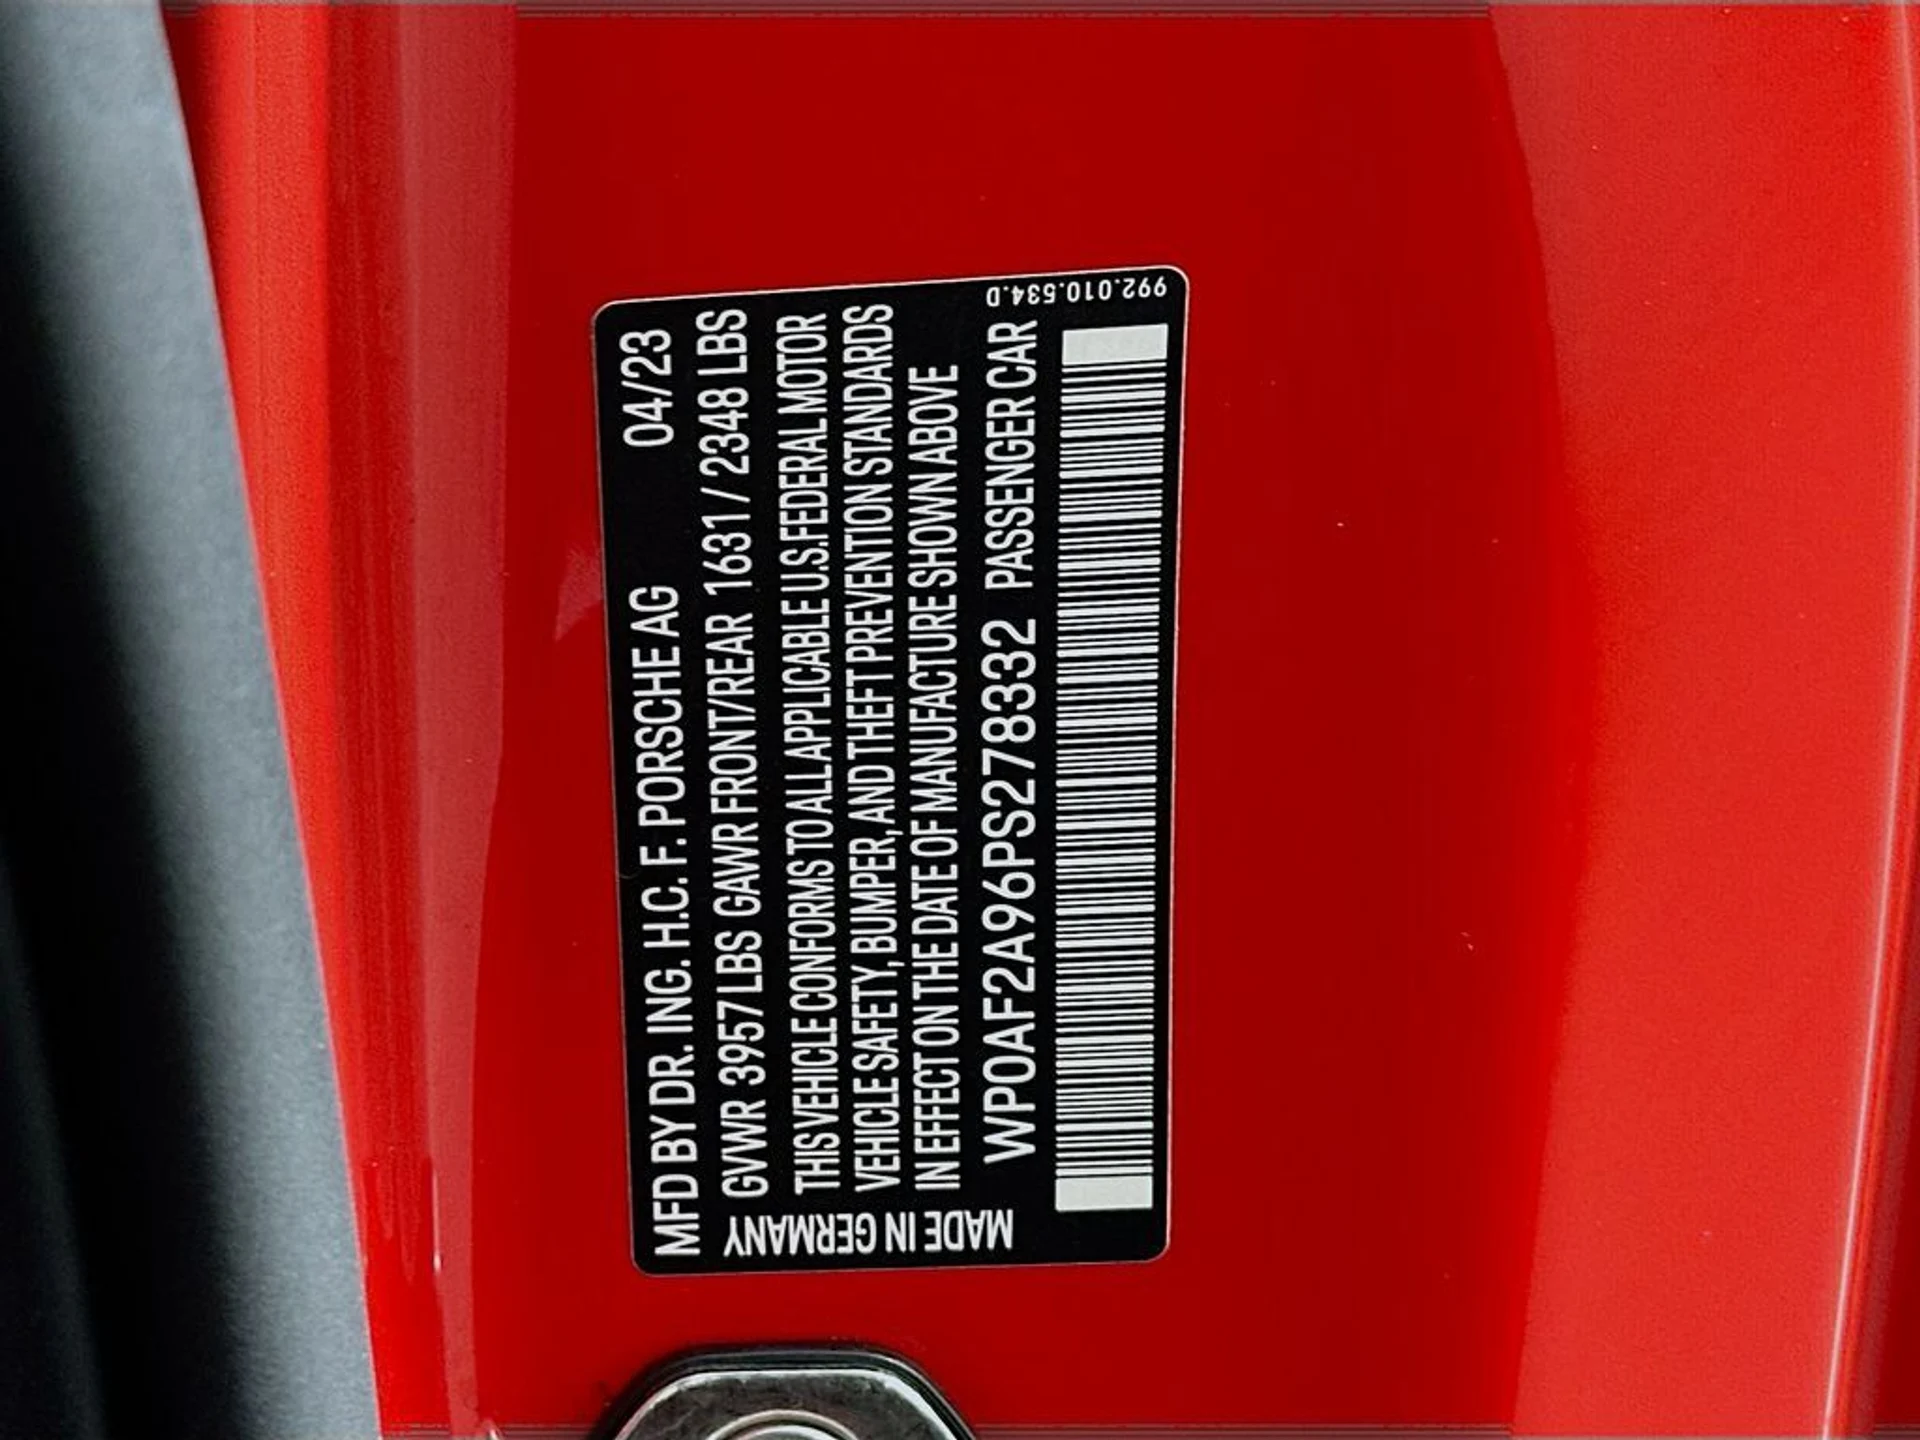 MFD BY DR. ING. H.C. F. PORSCHE AG 04/23
GVWR 3957 LBS GAWR FRONT/REAR 1631 / 2348 LBS
THIS VEHICLE CONFORMS TO ALL APPLICABLE U.S. FEDERAL MOTOR
VEHICLE SAFETY, BUMPER, AND THEFT PREVENTION STANDARDS
IN EFFECT ON THE DATE OF MANUFACTURE SHOWN ABOVE
WP0AF2A96PS278332 PASSENGER CAR
MADE IN GERMANY
992.010.534.D